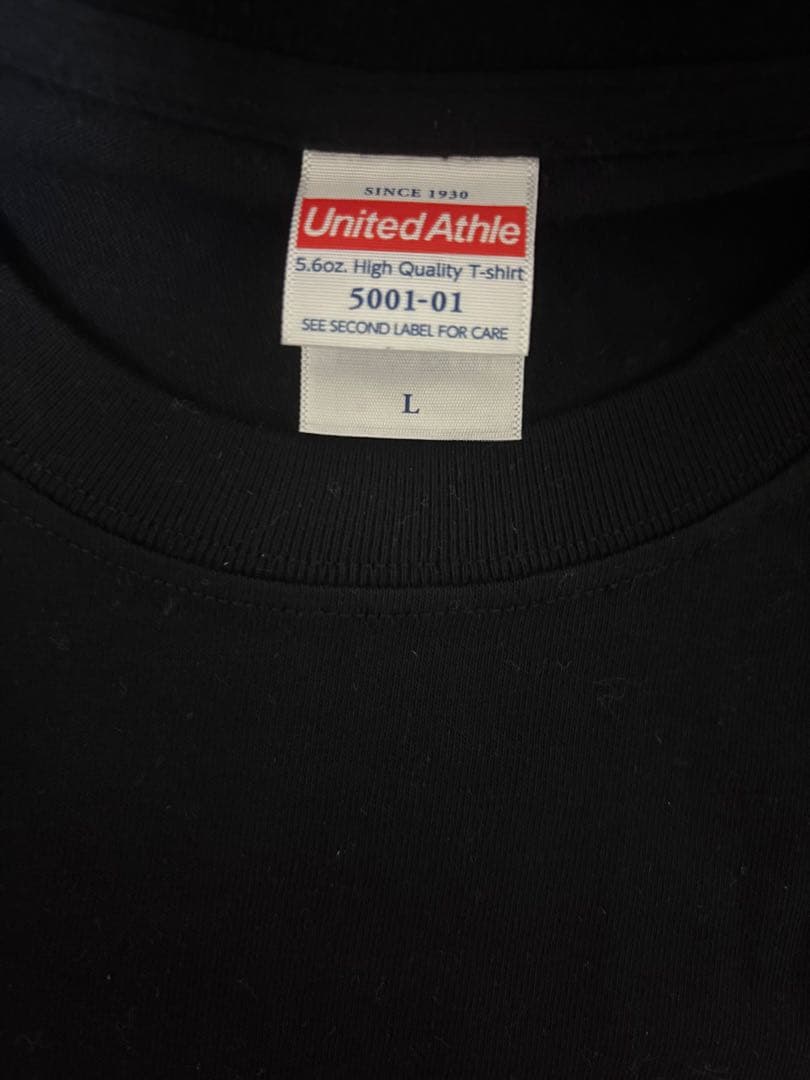 SINCE 1930
United Athle
5.6oz. High Quality T-shirt
5001-01
SEE SECOND LABEL FOR CARE
L